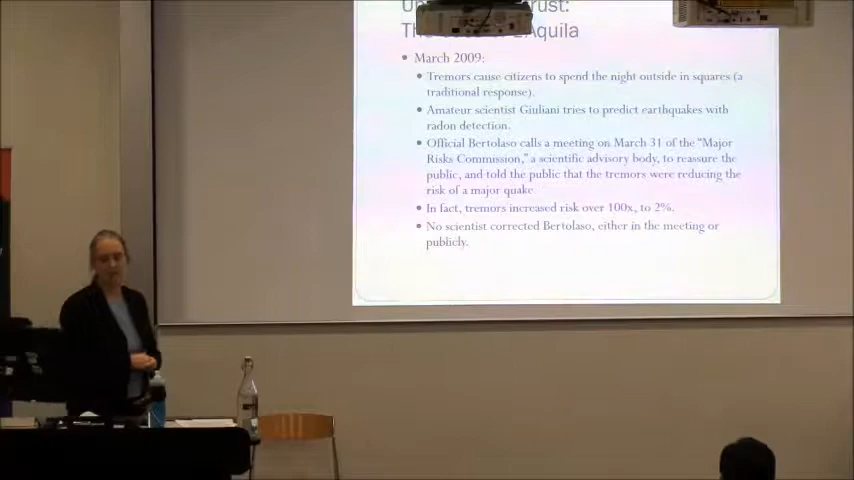 rust:
Aquila
• March 2009:
• Tremors cause citizens to spend the night outside in squares (a
traditional response).
• Amateur scientist Giuliani tries to predict earthquakes with
radon detection.
• Official Bertolaso calls a meeting on March 31 of the "Major
Risks Commission," a scientific advisory body, to reassure the
public, and told the public that the tremors were reducing the
risk of a major quake.
• In fact, tremors increased risk over 100x, to 2%.
• No scientist corrected Bertolaso, either in the meeting or
publicly.